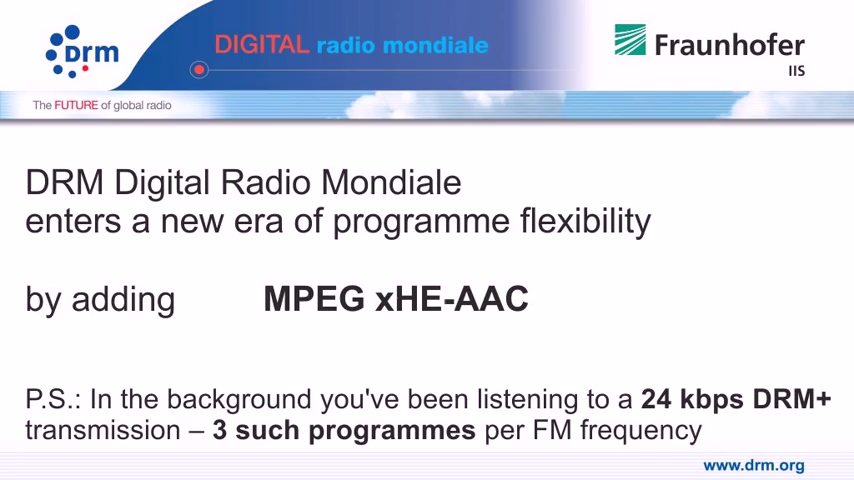 Drm
DIGITAL radio mondiale
Fraunhofer
IIS
The FUTURE of global radio
DRM Digital Radio Mondiale
enters a new era of programme flexibility
by adding MPEG xHE-AAC
P.S.: In the background you've been listening to a 24 kbps DRM+
transmission – 3 such programmes per FM frequency
www.drm.org